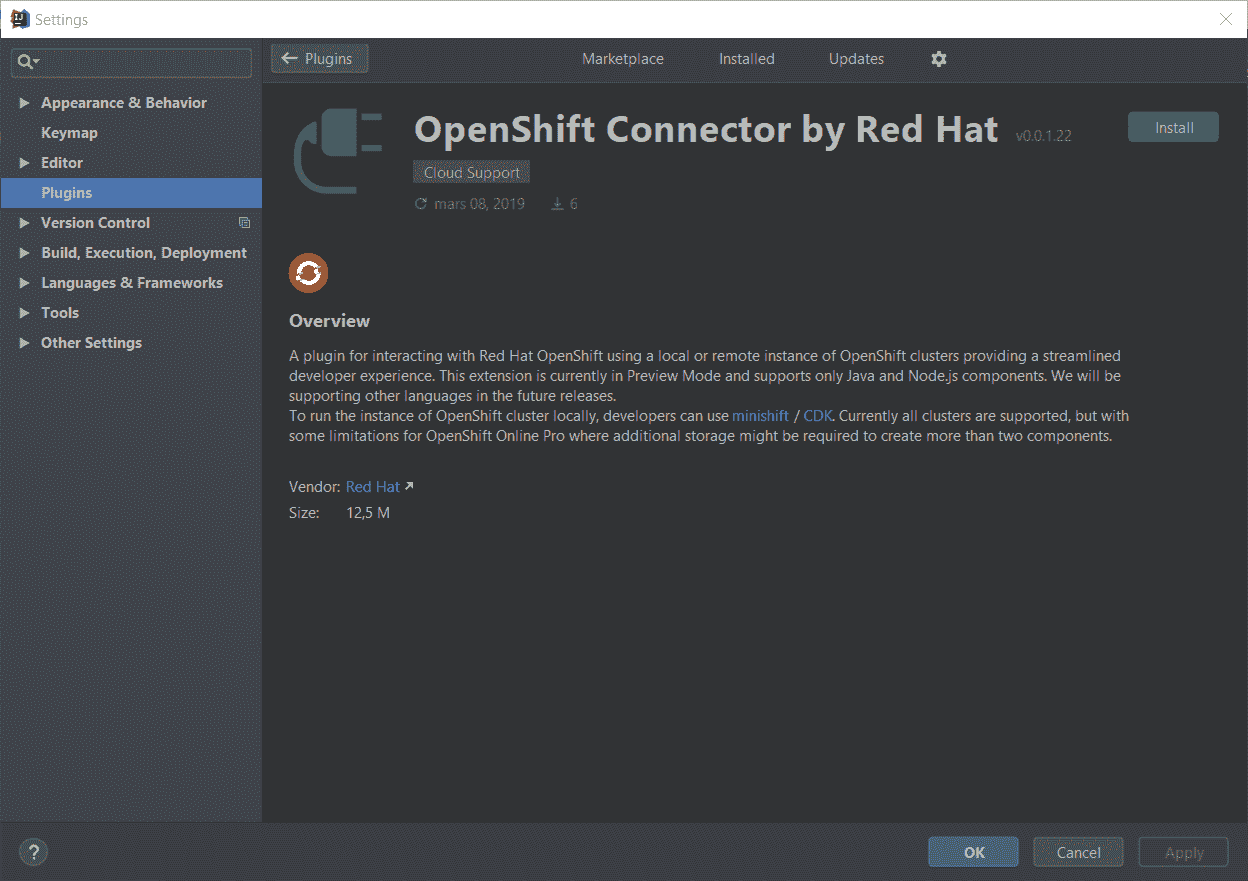 Settings
Plugins
Marketplace
Installed
Updates
Appearance & Behavior
Keymap
Editor
Plugins
Version Control
Build, Execution, Deployment
Languages & Frameworks
Tools
Other Settings
OpenShift Connector by Red Hat v0.0.1.22
Install
Cloud Support
mars 08, 2019 6
Overview
A plugin for interacting with Red Hat OpenShift using a local or remote instance of OpenShift clusters providing a streamlined
developer experience. This extension is currently in Preview Mode and supports only Java and Node.js components. We will be
supporting other languages in the future releases.
To run the instance of OpenShift cluster locally, developers can use minishift / CDK. Currently all clusters are supported, but with
some limitations for OpenShift Online Pro where additional storage might be required to create more than two components.
Vendor: Red Hat
Size: 12,5 M
?
OK
Cancel
Apply